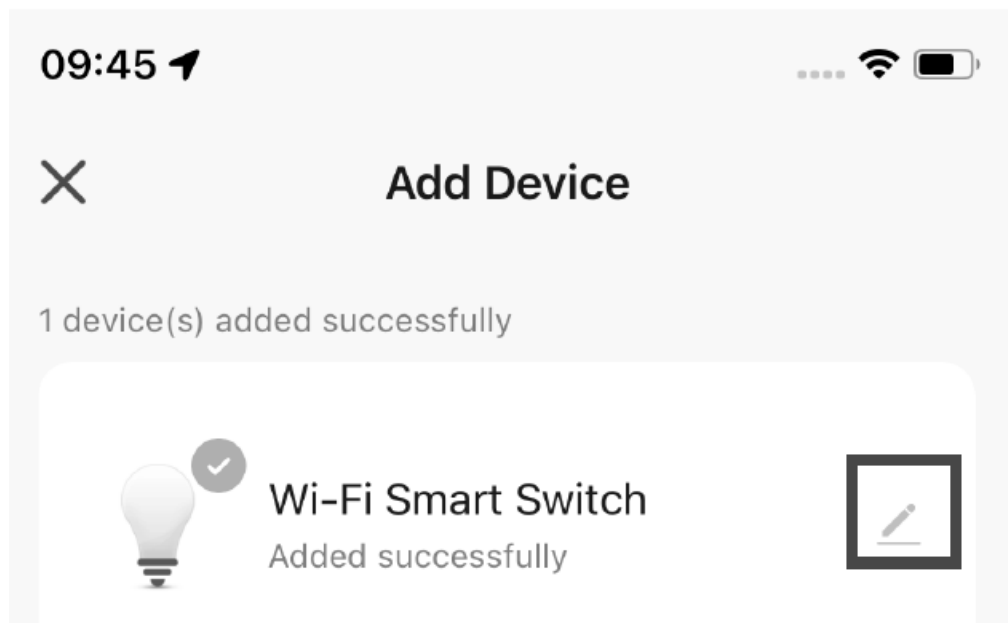 09:45
Add Device
1 device(s) added successfully
Wi-Fi Smart Switch
Added successfully